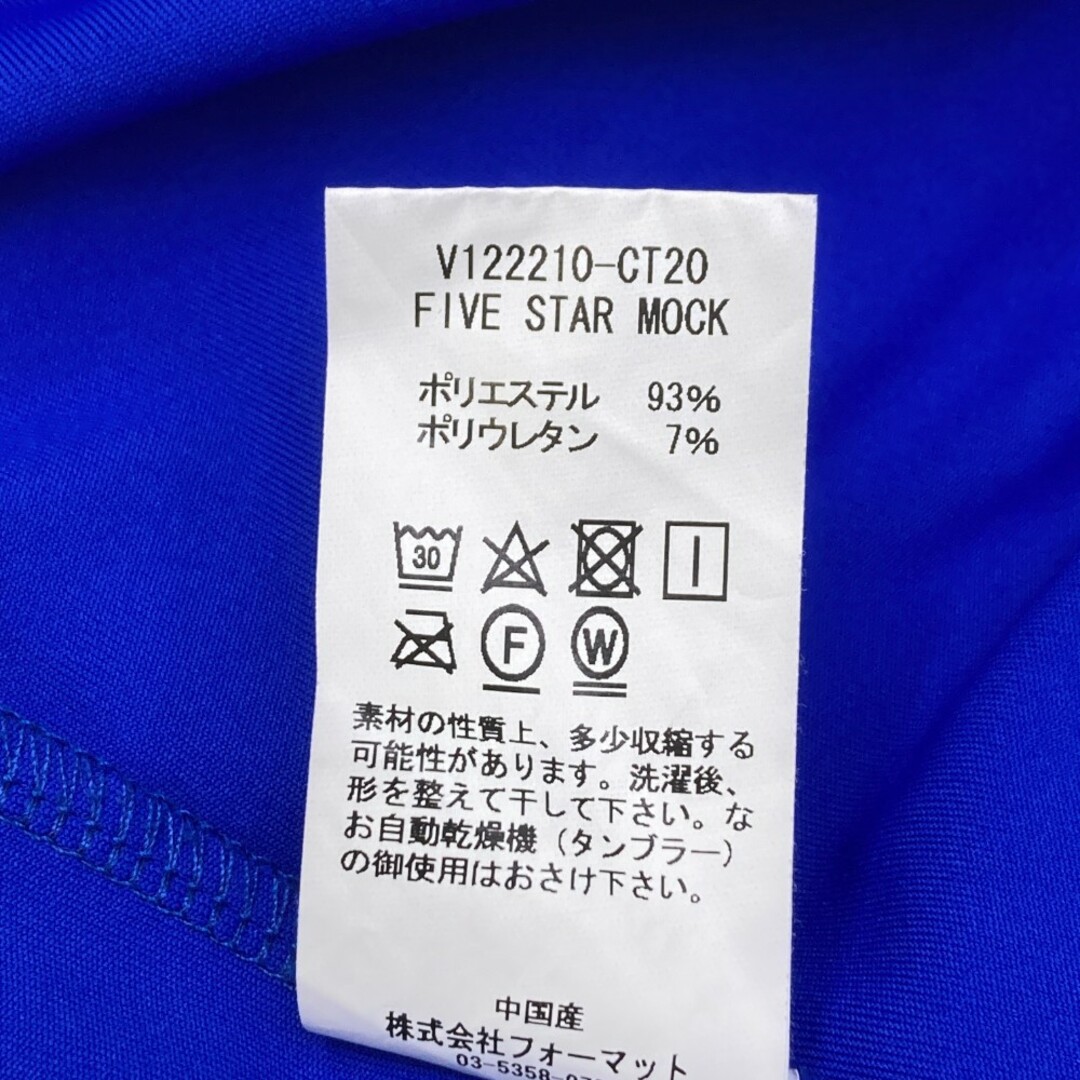 V122210-CT20
FIVE STAR MOCK
ポリエステル 93%
ポリウレタン 7%
30
F
W
素材の性質上、多少収縮する
可能性があります。洗濯後、
形を整えて干して下さい。な
お自動乾燥機（タンブラー）
の御使用はおさけ下さい。
中国産
株式会社フォーマット
03-5358-